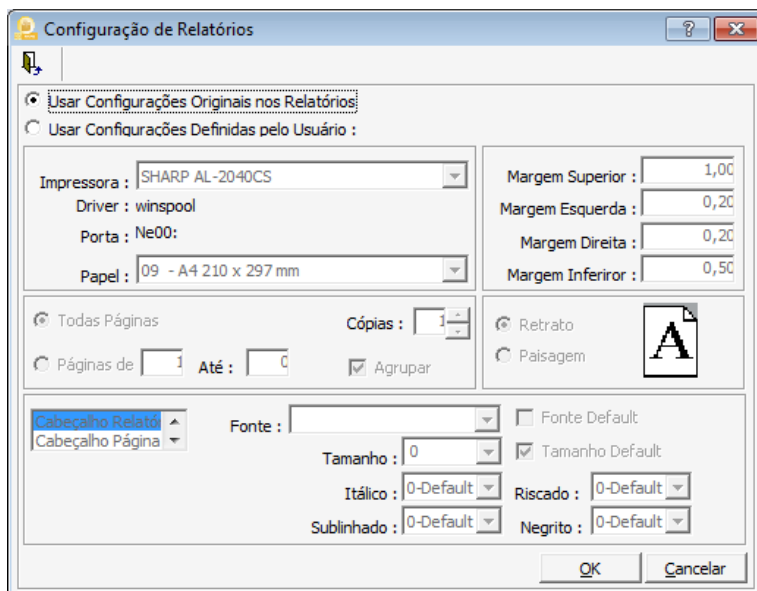 Configuração de Relatórios
Usar Configurações Originais nos Relatórios
Usar Configurações Definidas pelo Usuário :
Impressora : SHARP AL-2040CS
Driver : winspool
Porta : Ne00:
Papel : 09 - A4 210 x 297 mm
Margem Superior : 1,00
Margem Esquerda : 0,20
Margem Direita : 0,20
Margem Inferiror : 0,50
Todas Páginas Cópias : 1
Páginas de 1 Até : 0 Agrupar
Retrato
Paisagem
A
Cabeçalho Relatór
Cabeçalho Página
Fonte : Fonte Default
Tamanho : 0 Tamanho Default
Itálico : 0-Default Riscado : 0-Default
Sublinhado : 0-Default Negrito : 0-Default
OK Cancelar